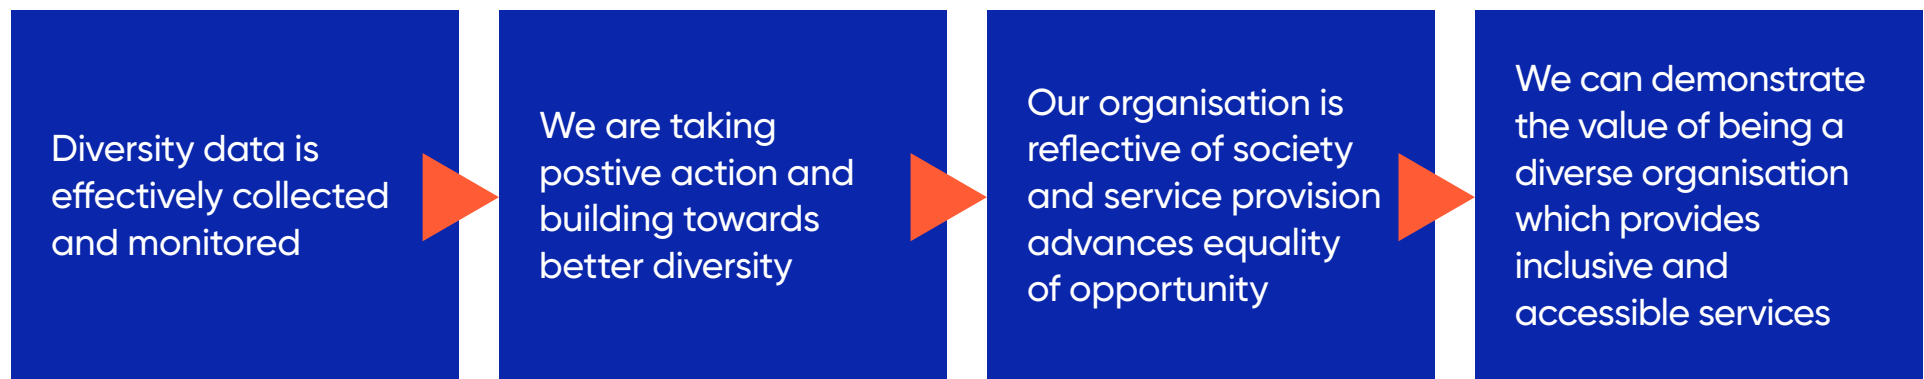 Diversity data is
effectively collected
and monitored
We are taking
postive action and
building towards
better diversity
Our organisation is
reflective of society
and service provision
advances equality
of opportunity
We can demonstrate
the value of being a
diverse organisation
which provides
inclusive and
accessible services